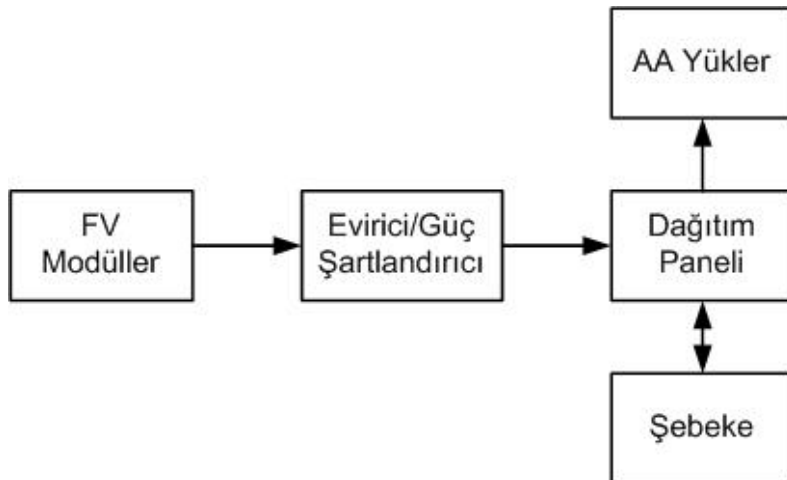 AA Yükler
FV
Modüller
Evirici/Güç
Şartlandırıcı
Dağıtım
Paneli
Şebeke